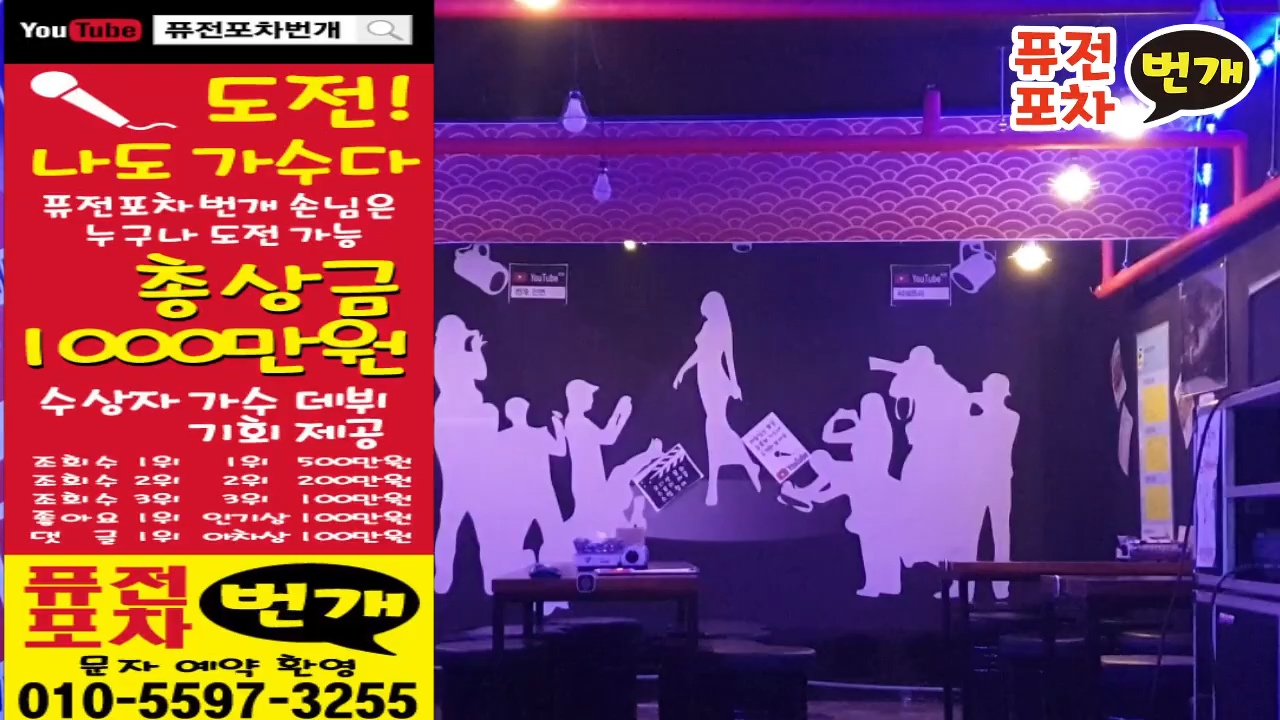 YouTube 퓨전포차번개
도전!
나도 가수다
퓨전포차번개 손님은
누구나 도전 가능
총상금
1000만원
수상자 가수 데뷔
기회 제공
조회수 1위 1위 500만원
조회수 2위 2위 200만원
조회수 3위 3위 100만원
좋아요 1위 인기상 100만원
댓글 1위 아차상 100만원
퓨전
포차
번개
문자 예약 환영
010-5597-3255
퓨전
포차
번개
YouTube
YouTube
YouTube